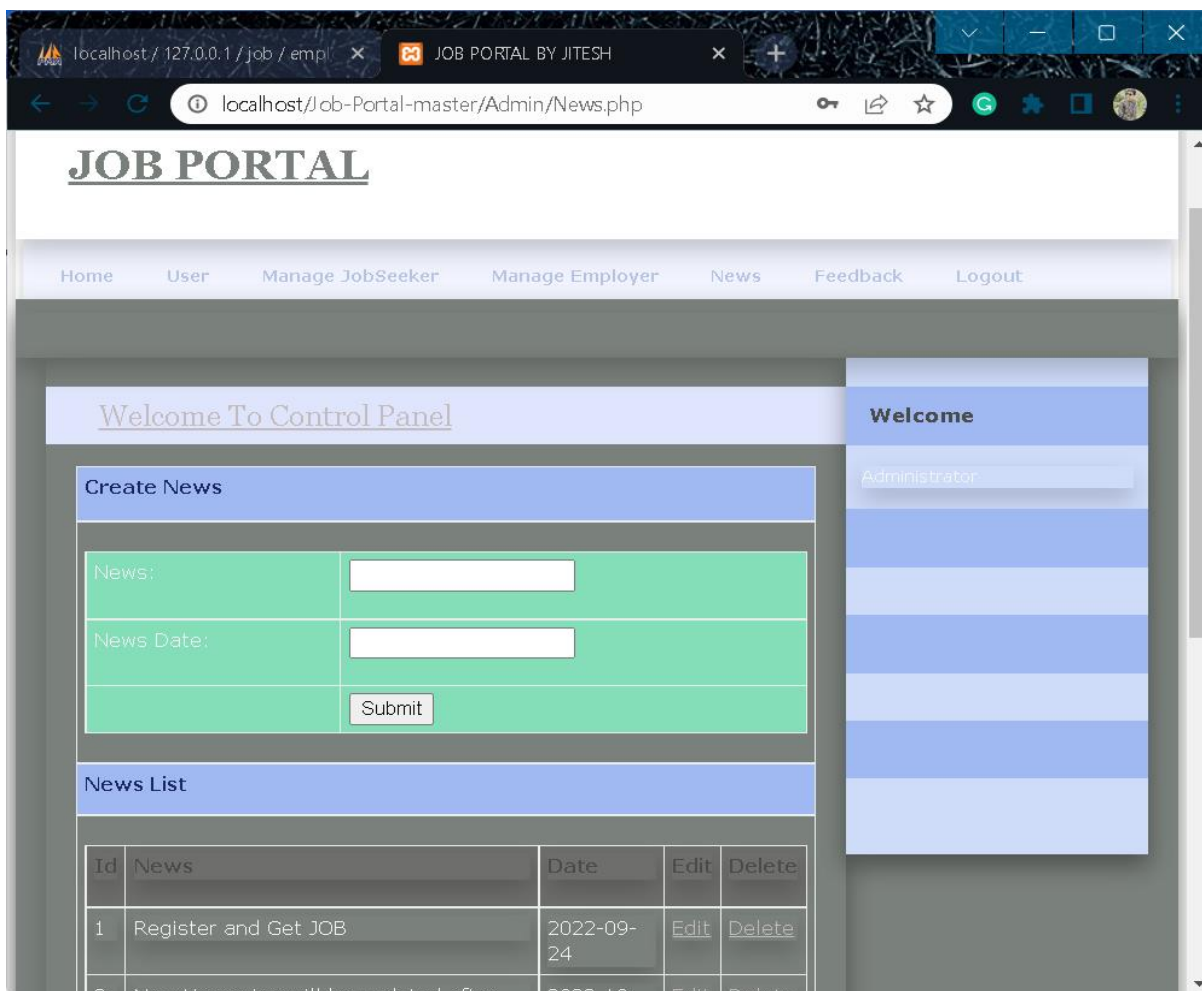 localhost / 127.0.0.1 / job / empl
JOB PORTAL BY JITESH
localhost/Job-Portal-master/Admin/News.php
JOB PORTAL
Home User Manage JobSeeker Manage Employer News Feedback Logout
Welcome To Control Panel
Welcome
Administrator
Create News
News:
News Date:
Submit
News List
Id News Date Edit Delete
1 Register and Get JOB 2022-09-24 Edit Delete